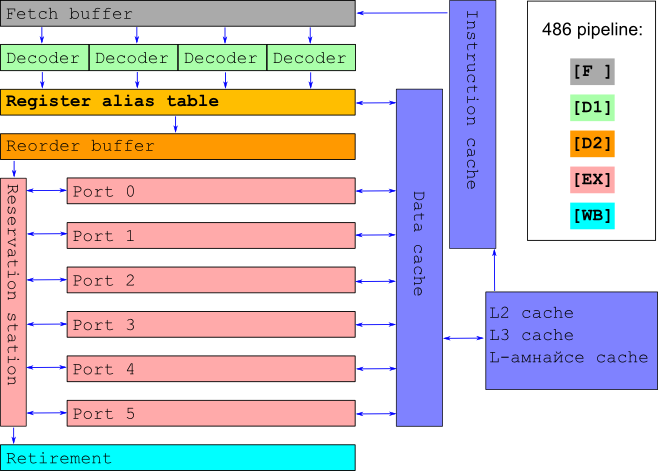 Fetch buffer
Decoder Decoder Decoder Decoder
Register alias table
Reorder buffer
Reservation station
Port 0
Port 1
Port 2
Port 3
Port 4
Port 5
Retirement
Data cache
Instruction cache
L2 cache
L3 cache
L-амнайсе cache
486 pipeline:
[F ]
[D1]
[D2]
[EX]
[WB]